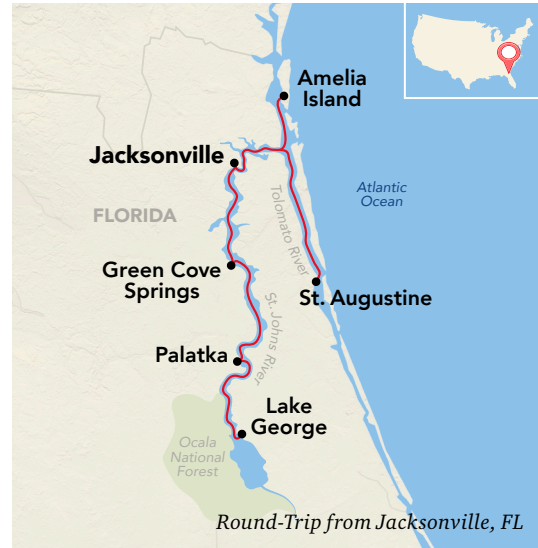 Amelia
Island
Jacksonville
Atlantic
Ocean
FLORIDA
Tolomato River
Green Cove
Springs
St. Augustine
St. Johns River
Palatka
Lake
George
Ocala
National
Forest
Round-Trip from Jacksonville, FL